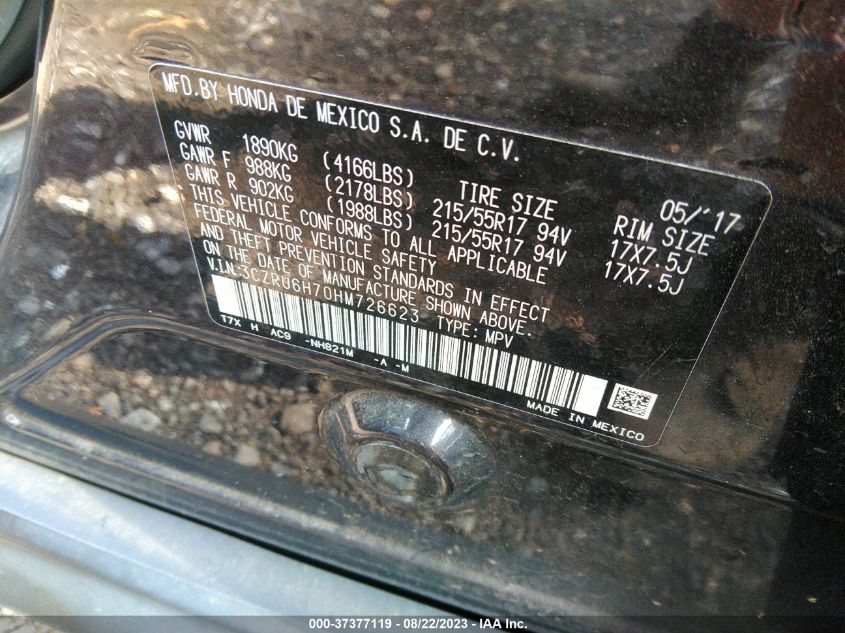 MFD.BY HONDA DE MEXICO S.A. DE C.V.
05/'17
GVWR 1890KG (4166LBS) TIRE SIZE RIM SIZE
GAWR F 988KG (2178LBS) 215/55R17 94V 17X7.5J
GAWR R 902KG (1988LBS) 215/55R17 94V 17X7.5J
THIS VEHICLE CONFORMS TO ALL APPLICABLE
FEDERAL MOTOR VEHICLE SAFETY
AND THEFT PREVENTION STANDARDS IN EFFECT
ON THE DATE OF MANUFACTURE SHOWN ABOVE.
V.I.N:3CZRU6H70HM726623 TYPE: MPV
T7X H AC9 -NH821M -A -M
MADE IN MEXICO
000-37377119 - 08/22/2023 - IAA Inc.